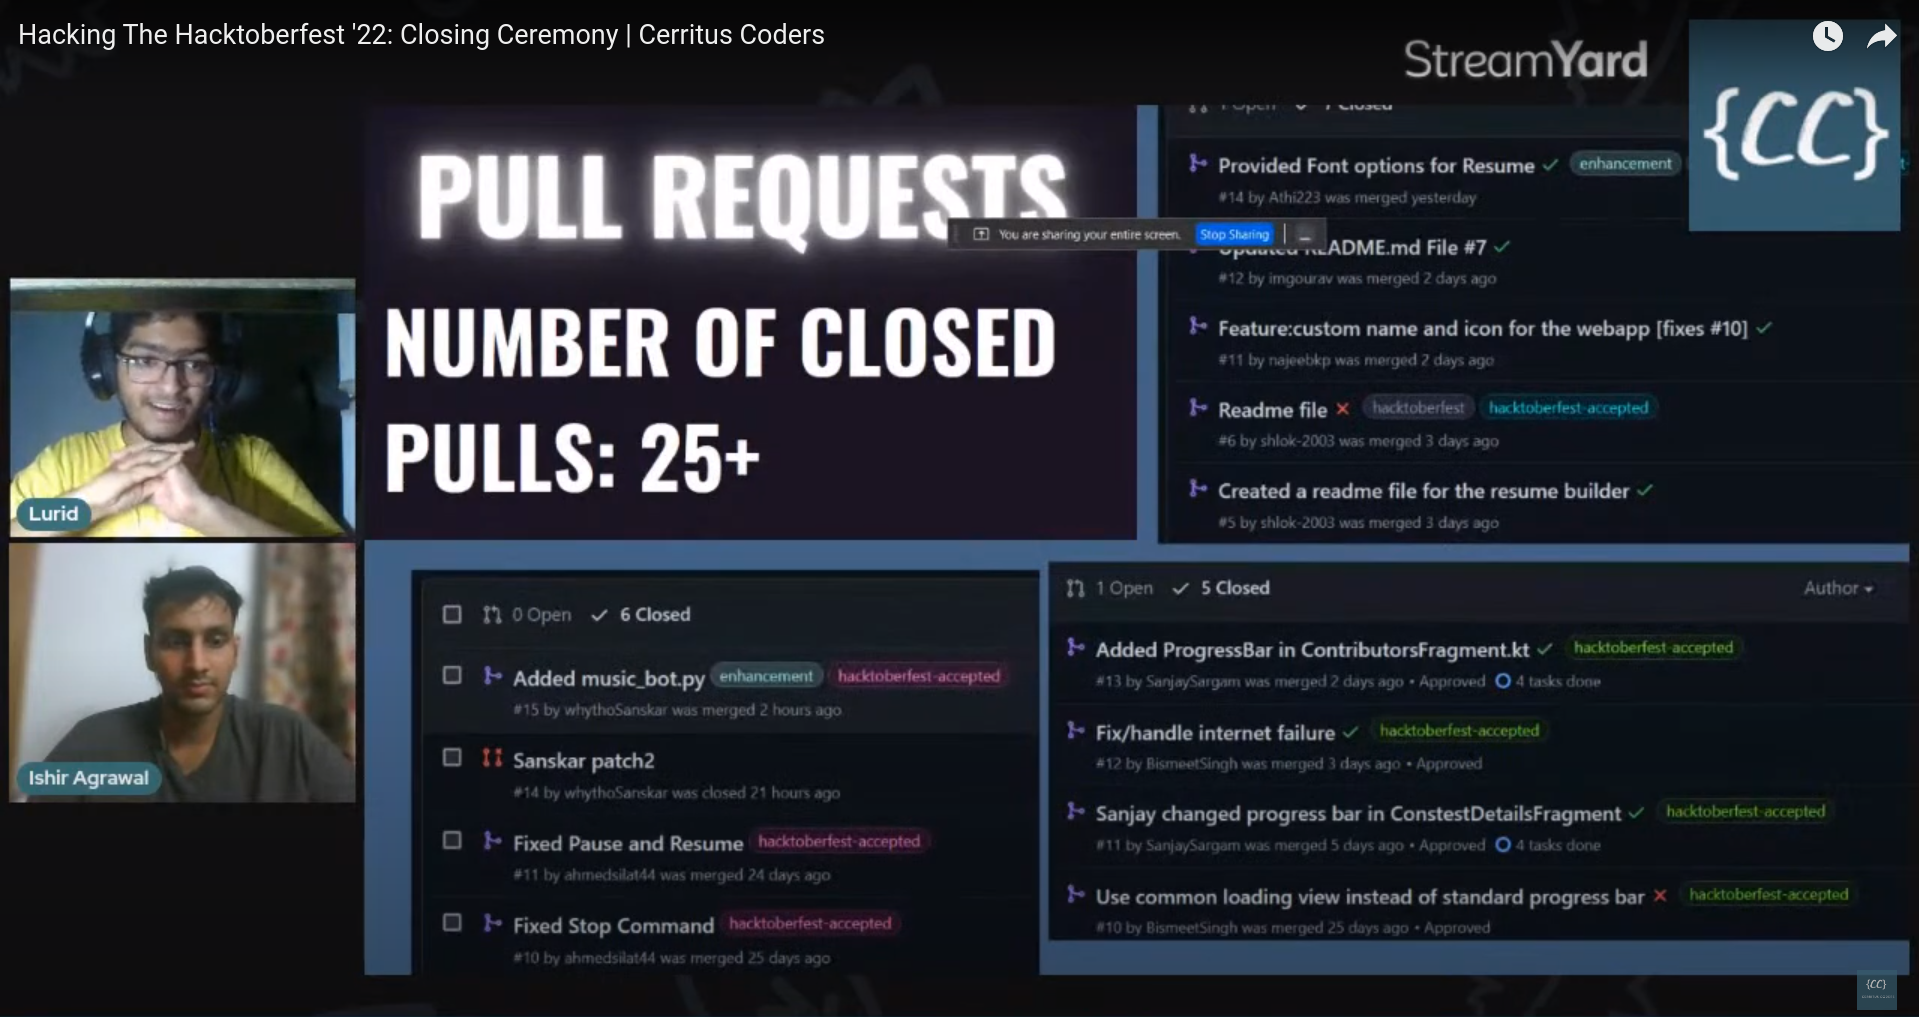 Hacking The Hacktoberfest '22: Closing Ceremony | Cerritus Coders
StreamYard
{CC}
PULL REQUESTS
NUMBER OF CLOSED
PULLS: 25+
You are sharing your entire screen. Stop Sharing
1 Open 7 Closed
Provided Font options for Resume enhancement
#14 by Athi223 was merged yesterday
Updated README.md File #7
#12 by imgourav was merged 2 days ago
Feature:custom name and icon for the webapp [fixes #10]
#11 by najeebkp was merged 2 days ago
Readme file hacktoberfest hacktoberfest-accepted
#6 by shlok-2003 was merged 3 days ago
Created a readme file for the resume builder
#5 by shlok-2003 was merged 3 days ago
Lurid
Ishir Agrawal
0 Open 6 Closed
Added music_bot.py enhancement hacktoberfest-accepted
#15 by whythoSanskar was merged 2 hours ago
Sanskar patch2
#14 by whythoSanskar was closed 21 hours ago
Fixed Pause and Resume hacktoberfest-accepted
#11 by ahmedsilat44 was merged 24 days ago
Fixed Stop Command hacktoberfest-accepted
#10 by ahmedsilat44 was merged 25 days ago
1 Open 5 Closed Author
Added ProgressBar in ContributorsFragment.kt hacktoberfest-accepted
#13 by SanjaySargam was merged 2 days ago • Approved 4 tasks done
Fix/handle internet failure hacktoberfest-accepted
#12 by BismeetSingh was merged 3 days ago • Approved
Sanjay changed progress bar in ConstestDetailsFragment hacktoberfest-accepted
#11 by SanjaySargam was merged 5 days ago • Approved 4 tasks done
Use common loading view instead of standard progress bar hacktoberfest-accepted
#10 by BismeetSingh was merged 25 days ago • Approved
{CC}